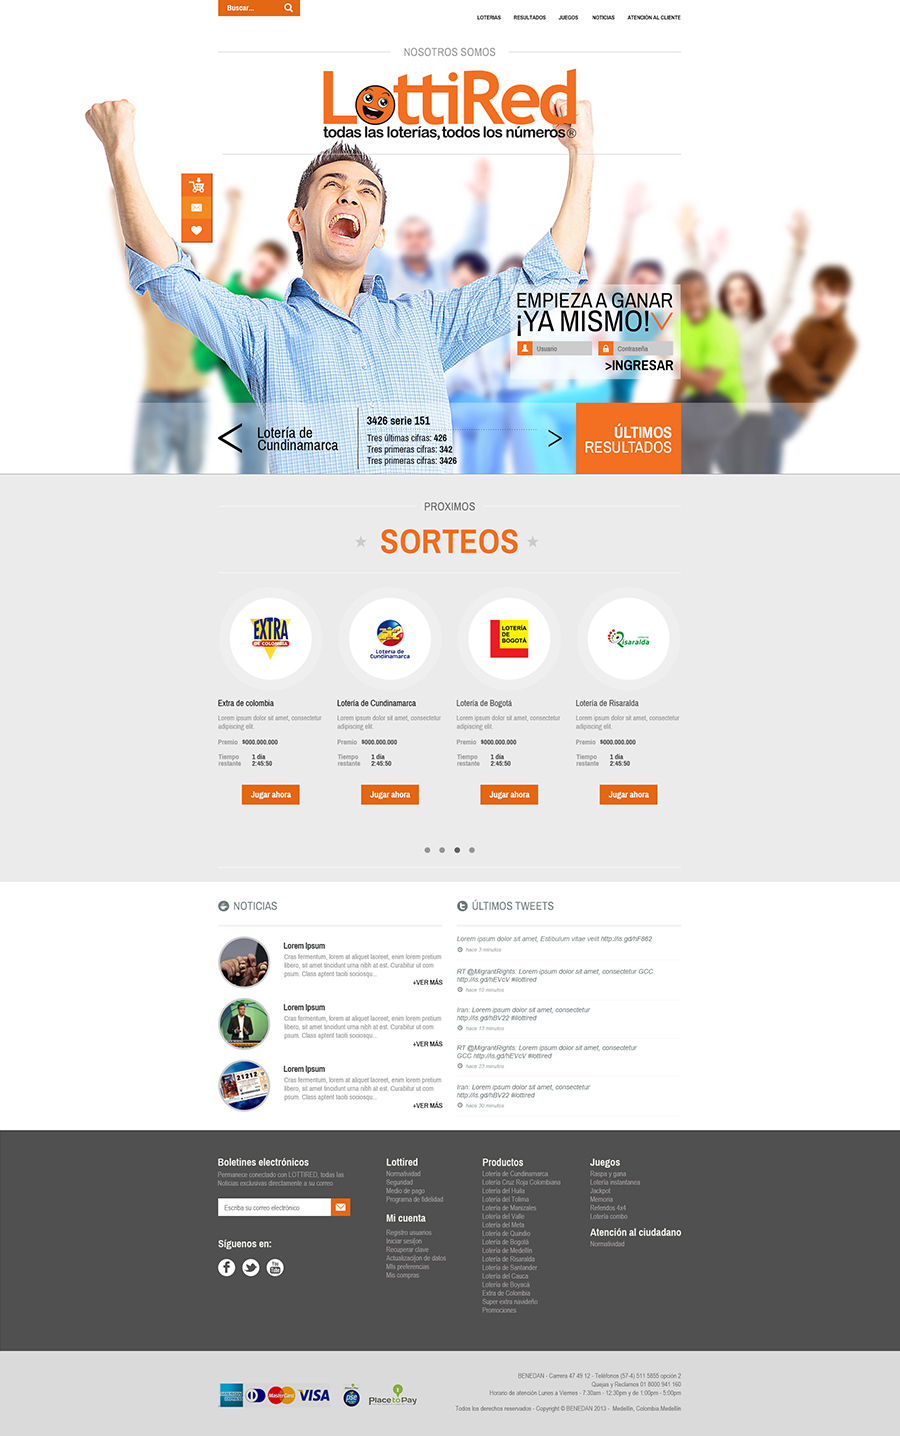 Buscar...
LOTERIAS RESULTADOS JUEGOS NOTICIAS ATENCIÓN AL CLIENTE
NOSOTROS SOMOS
LottiRed
todas las loterías, todos los números®
EMPIEZA A GANAR
¡YA MISMO!
Usuario Contraseña
>INGRESAR
Lotería de
Cundinamarca
3426 serie 151
Tres últimas cifras: 426
Tres primeras cifras: 342
Tres primeras cifras: 3426
ÚLTIMOS
RESULTADOS
PROXIMOS
SORTEOS
EXTRA
DE COLOMBIA
Lotería de
Cundinamarca
LOTERÍA
DE
BOGOTÁ
Risaralda
Extra de colombia
Lorem ipsum dolor sit amet, consectetur
adipiscing elit.
Premio $000.000.000
Tiempo
restante
1 día
2:45:50
Jugar ahora
Lotería de Cundinamarca
Lorem ipsum dolor sit amet, consectetur
adipiscing elit.
Premio $000.000.000
Tiempo
restante
1 día
2:45:50
Jugar ahora
Lotería de Bogotá
Lorem ipsum dolor sit amet, consectetur
adipiscing elit.
Premio $000.000.000
Tiempo
restante
1 día
2:45:50
Jugar ahora
Lotería de Risaralda
Lorem ipsum dolor sit amet, consectetur
adipiscing elit.
Premio $000.000.000
Tiempo
restante
1 día
2:45:50
Jugar ahora
NOTICIAS
Lorem Ipsum
Cras fermentum, lorem at aliquet laoreet, enim lorem pretium
libero, sit amet tincidunt urna nibh at est. Curabitur ut com
psum. Class aptent taciti sociosqu...
+VER MÁS
Lorem Ipsum
Cras fermentum, lorem at aliquet laoreet, enim lorem pretium
libero, sit amet tincidunt urna nibh at est. Curabitur ut com
psum. Class aptent taciti sociosqu...
+VER MÁS
21212
Lorem Ipsum
Cras fermentum, lorem at aliquet laoreet, enim lorem pretium
libero, sit amet tincidunt urna nibh at est. Curabitur ut com
psum. Class aptent taciti sociosqu...
+VER MÁS
ÚLTIMOS TWEETS
Lorem ipsum dolor sit amet, Estibulum vitae velit http://is.gd/hF862
hace 3 minutos
RT @MigrantRights: Lorem ipsum dolor sit amet, consectetur GCC
http://is.gd/hEVcV #lottired
hace 10 minutos
Iran: Lorem ipsum dolor sit amet, consectetur
http://is.gd/hBV22 #lottired
hace 13 minutos
RT @MigrantRights: Lorem ipsum dolor sit amet, consectetur
GCC http://is.gd/hEVcV #lottired
hace 23 minutos
Iran: Lorem ipsum dolor sit amet, consectetur
http://is.gd/hBV22 #lottired
hace 30 minutos
Boletines electrónicos
Permanece conectado con LOTTIRED, todas las
Noticias exclusivas directamente a su correo
Escriba su correo electrónico
Síguenos en:
You
Tube
Lottired
Normatividad
Seguridad
Medio de pago
Programa de fidelidad
Mi cuenta
Registro usuarios
Iniciar sesijon
Recuperar clave
Actualizacijon de datos
MIs preferencias
Mis compras
Productos
Lotería de Cundinamarca
Lotería Cruz Roja Colombiana
Lotería del Huila
Lotería del Tolima
Lotería de Manizales
Lotería del Valle
Lotería del Meta
Lotería de Quindio
Lotería de Bogotá
Lotería de Medellín
Lotería de Risaralda
Lotería de Santander
Lotería del Cauca
Lotería de Boyacá
Extra de Colombia
Super extra navideño
Promociones
Juegos
Raspa y gana
Lotería instantanea
Jackpot
Memoria
Referidos 4x4
Lotería combo
Atención al ciudadano
Normatividad
MasterCard
VISA
pse
PlacetoPay
BENEDAN - Carrera 47 49 12 - Teléfonos (57-4) 511 5855 opción 2
Quejas y Reclamos 01 8000 941 160
Horario de atención Lunes a Viernes - 7:30am - 12:30pm y de 1:00pm - 5:00pm
Todos los derechos reservados - Copyright © BENEDAN 2013 - Medellín, Colombia.Medellín